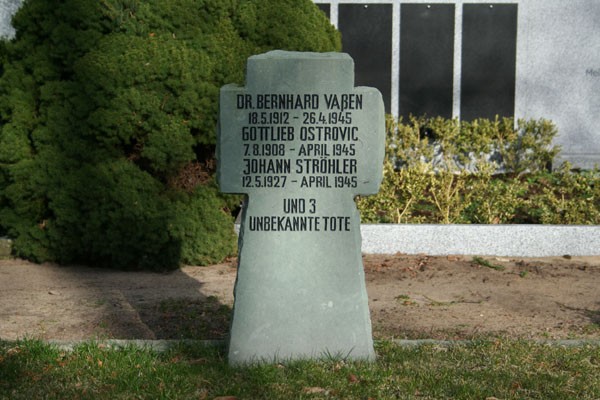 DR. BERNHARD VAßEN
18.5.1912 – 26.4.1945
GOTTLIEB OSTROVIC
7.8.1908 – APRIL 1945
JOHANN STRÖHLER
12.5.1927 – APRIL 1945
UND 3
UNBEKANNTE TOTE